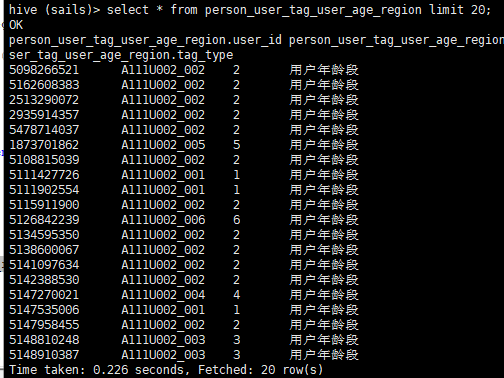 hive (sails)> select * from person_user_tag_user_age_region limit 20;
OK
person_user_tag_user_age_region.user_id person_user_tag_user_age_region
ser_tag_user_age_region.tag_type
5098266521 A111U002_002 2 用户年龄段
5162608383 A111U002_002 2 用户年龄段
2513290072 A111U002_002 2 用户年龄段
2935914357 A111U002_002 2 用户年龄段
5478714037 A111U002_002 2 用户年龄段
1873701862 A111U002_005 5 用户年龄段
5108815039 A111U002_002 2 用户年龄段
5111427726 A111U002_001 1 用户年龄段
5111902554 A111U002_001 1 用户年龄段
5115911900 A111U002_002 2 用户年龄段
5126842239 A111U002_006 6 用户年龄段
5134595350 A111U002_002 2 用户年龄段
5138600067 A111U002_002 2 用户年龄段
5141097634 A111U002_002 2 用户年龄段
5142388530 A111U002_002 2 用户年龄段
5147270021 A111U002_004 4 用户年龄段
5147535006 A111U002_001 1 用户年龄段
5147958455 A111U002_002 2 用户年龄段
5148810248 A111U002_003 3 用户年龄段
5148910387 A111U002_003 3 用户年龄段
Time taken: 0.226 seconds, Fetched: 20 row(s)